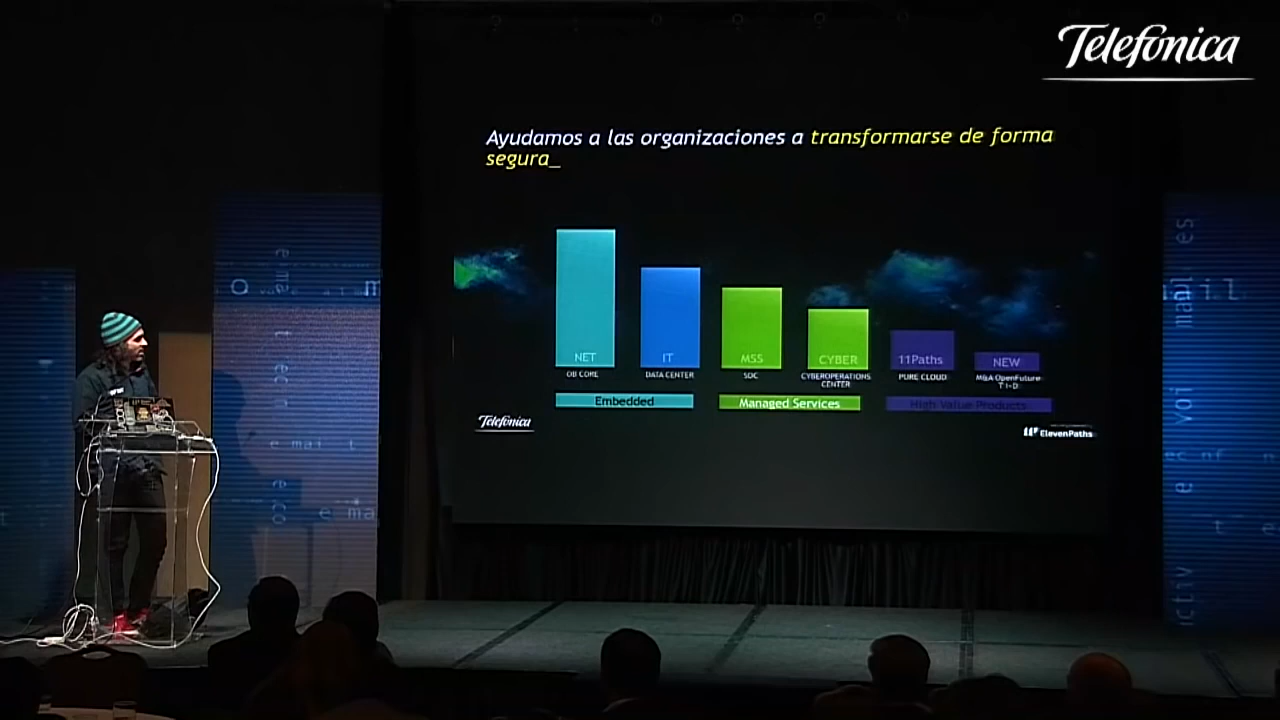 Telefónica
Ayudamos a las organizaciones a transformarse de forma
segura_
NET
IT
MSS
CYBER
11Paths
NEW
OB CORE
DATA CENTER
SOC
CYBEROPERATIONS
CENTER
PURE CLOUD
M&A OpenFuture
Embedded
Managed Services
High Value Products
Telefónica
ElevenPaths